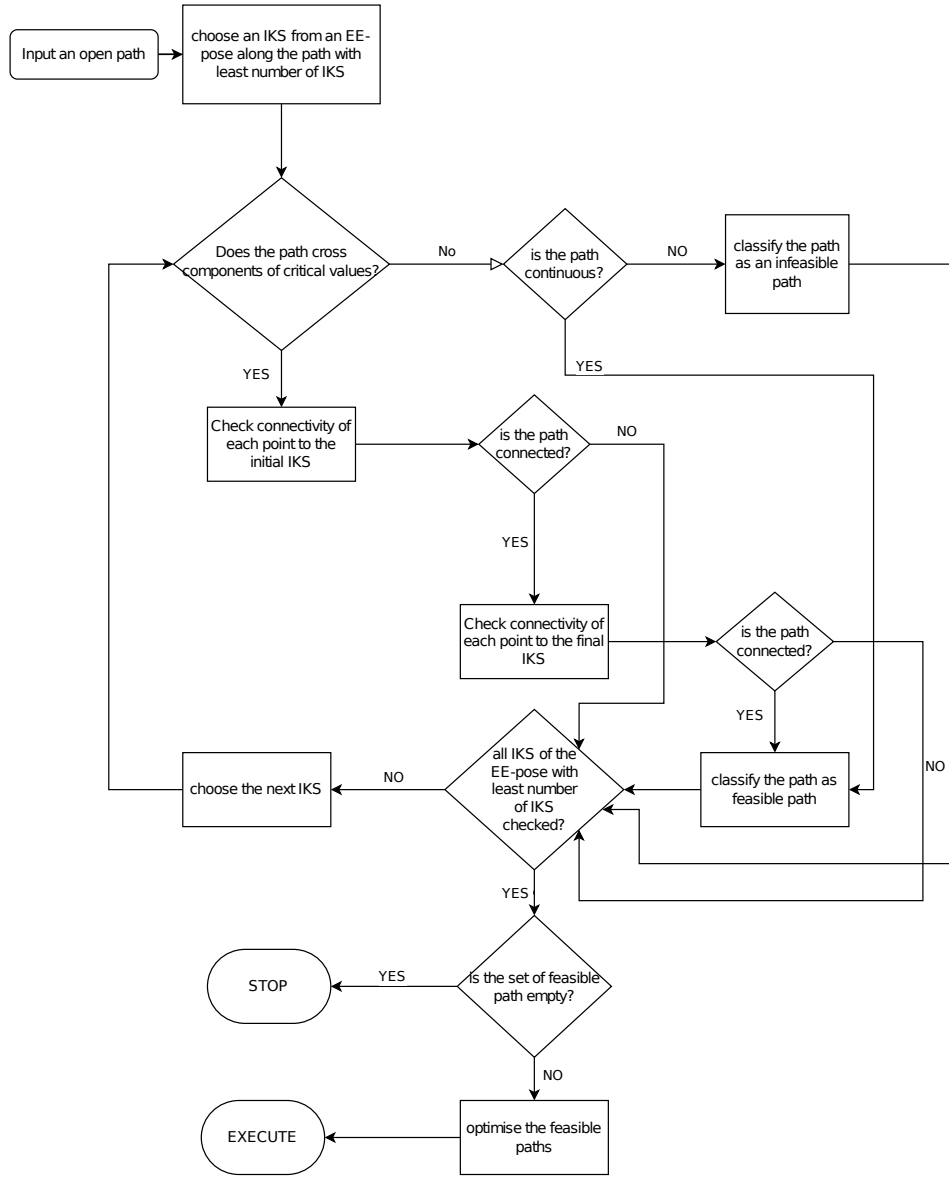 Input an open path
choose an IKS from an EE-
pose along the path with
least number of IKS
Does the path cross
components of critical values?
No
is the path
continuous?
NO
classify the path
as an infeasible
path
YES
YES
Check connectivity of
each point to the
initial IKS
is the path
connected?
NO
YES
Check connectivity of
each point to the final
IKS
is the path
connected?
YES
NO
all IKS of the
EE-pose with
least number
of IKS
checked?
NO
choose the next IKS
classify the path as
feasible path
YES
Is the set of feasible
path empty?
YES
STOP
NO
optimise the feasible
paths
EXECUTE